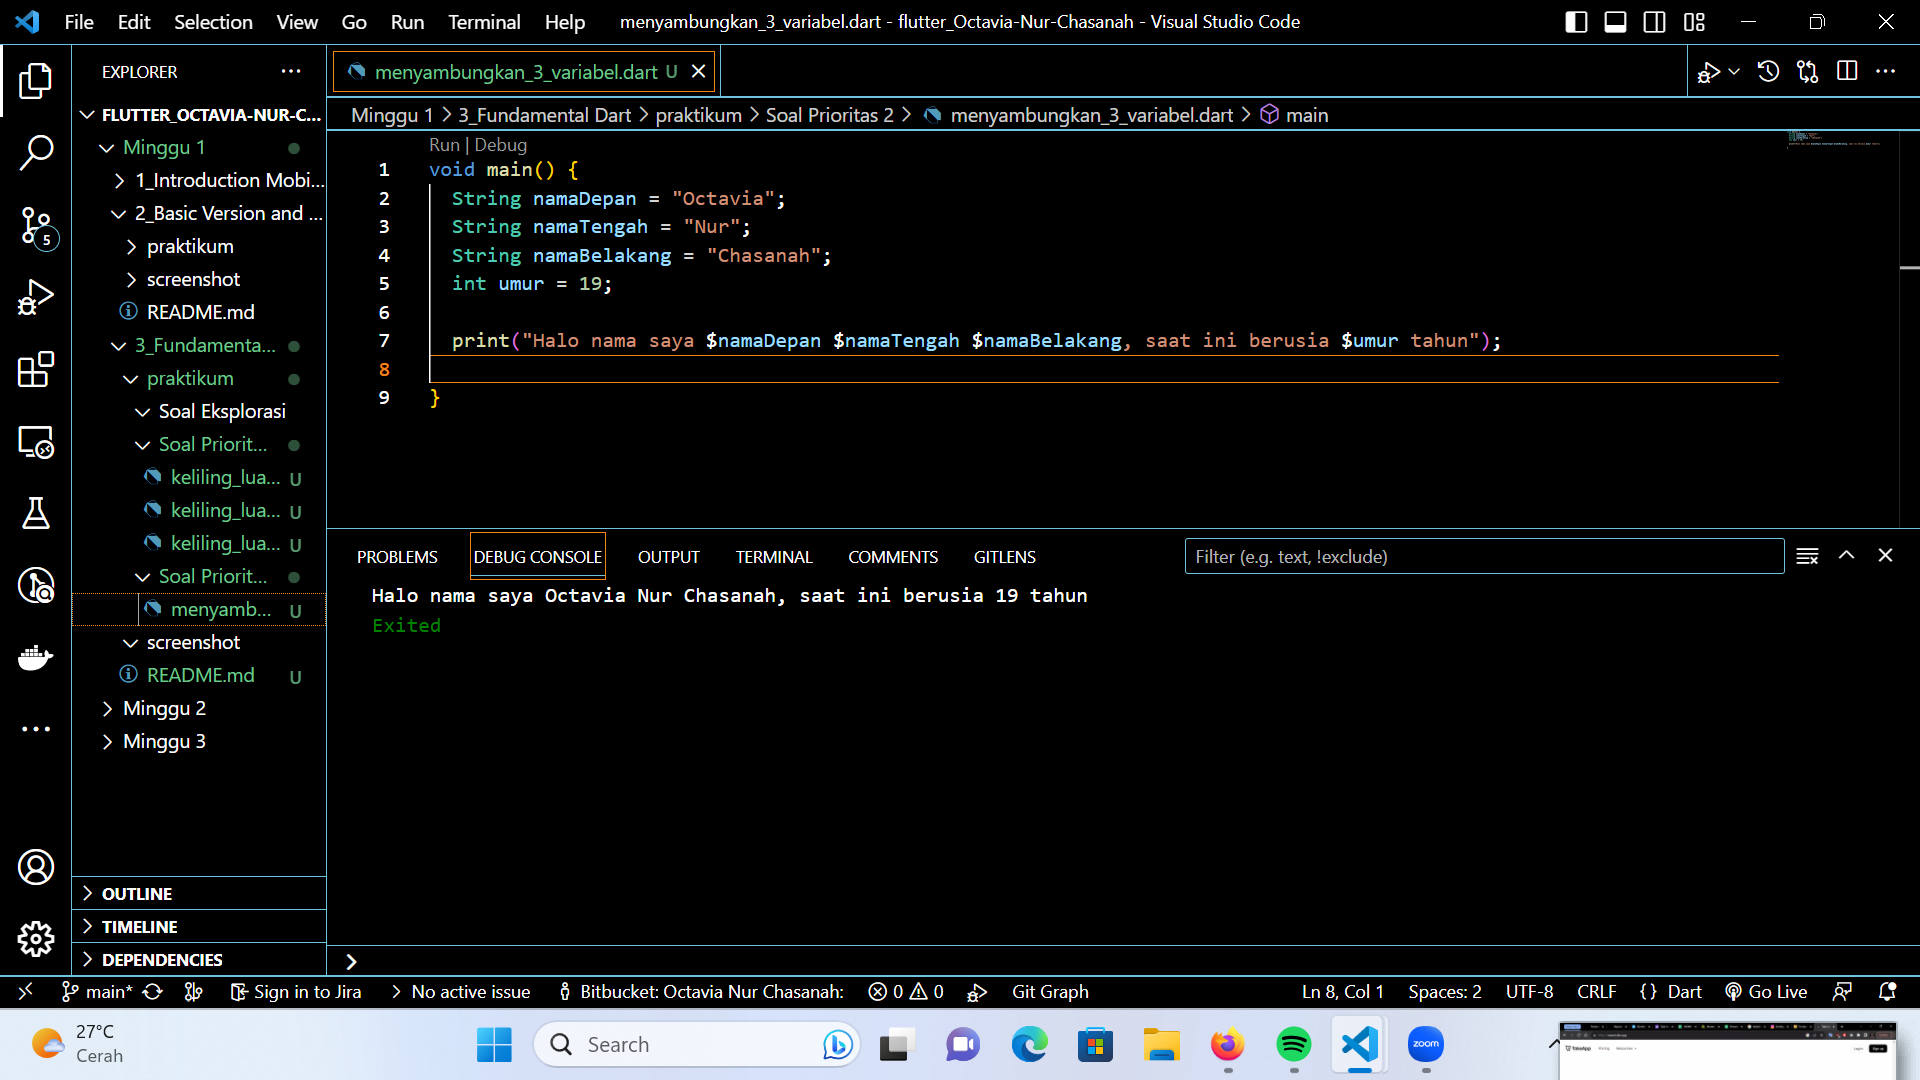 File Edit Selection View Go Run Terminal Help menyambungkan_3_variabel.dart - flutter_Octavia-Nur-Chasanah - Visual Studio Code
EXPLORER
menyambungkan_3_variabel.dart U
FLUTTER_OCTAVIA-NUR-C...
Minggu 1 > 3_Fundamental Dart > praktikum > Soal Prioritas 2 > menyambungkan_3_variabel.dart > main
Minggu 1
1_Introduction Mobi...
2_Basic Version and ...
praktikum
screenshot
README.md
3_Fundamenta...
praktikum
Soal Eksplorasi
Soal Priorit...
keliling_lua... U
keliling_lua... U
keliling_lua... U
Soal Priorit...
menyamb... U
screenshot
README.md U
Minggu 2
Minggu 3
OUTLINE
TIMELINE
DEPENDENCIES
5
Run | Debug
1 void main() {
2 String namaDepan = "Octavia";
3 String namaTengah = "Nur";
4 String namaBelakang = "Chasanah";
5 int umur = 19;
6
7 print("Halo nama saya $namaDepan $namaTengah $namaBelakang, saat ini berusia $umur tahun");
8
9 }
PROBLEMS DEBUG CONSOLE OUTPUT TERMINAL COMMENTS GITLENS Filter (e.g. text, !exclude)
Halo nama saya Octavia Nur Chasanah, saat ini berusia 19 tahun
Exited
main* Sign in to Jira No active issue Bitbucket: Octavia Nur Chasanah: 0 0 Git Graph Ln 8, Col 1 Spaces: 2 UTF-8 CRLF {} Dart Go Live
27°C
Cerah
Search
zoom